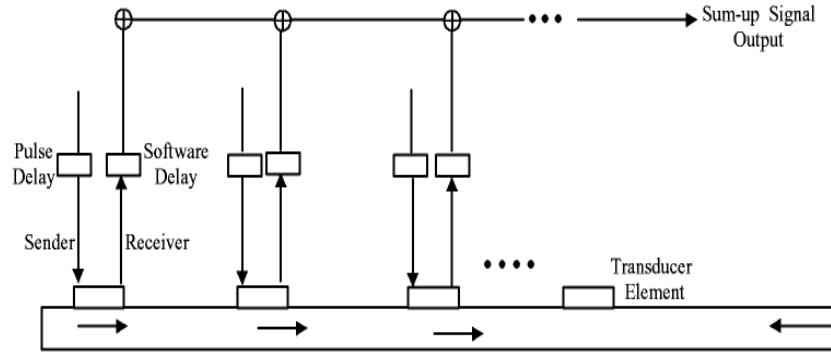 Sum-up Signal
Output
Pulse
Delay
Software
Delay
Sender
Receiver
Transducer
Element